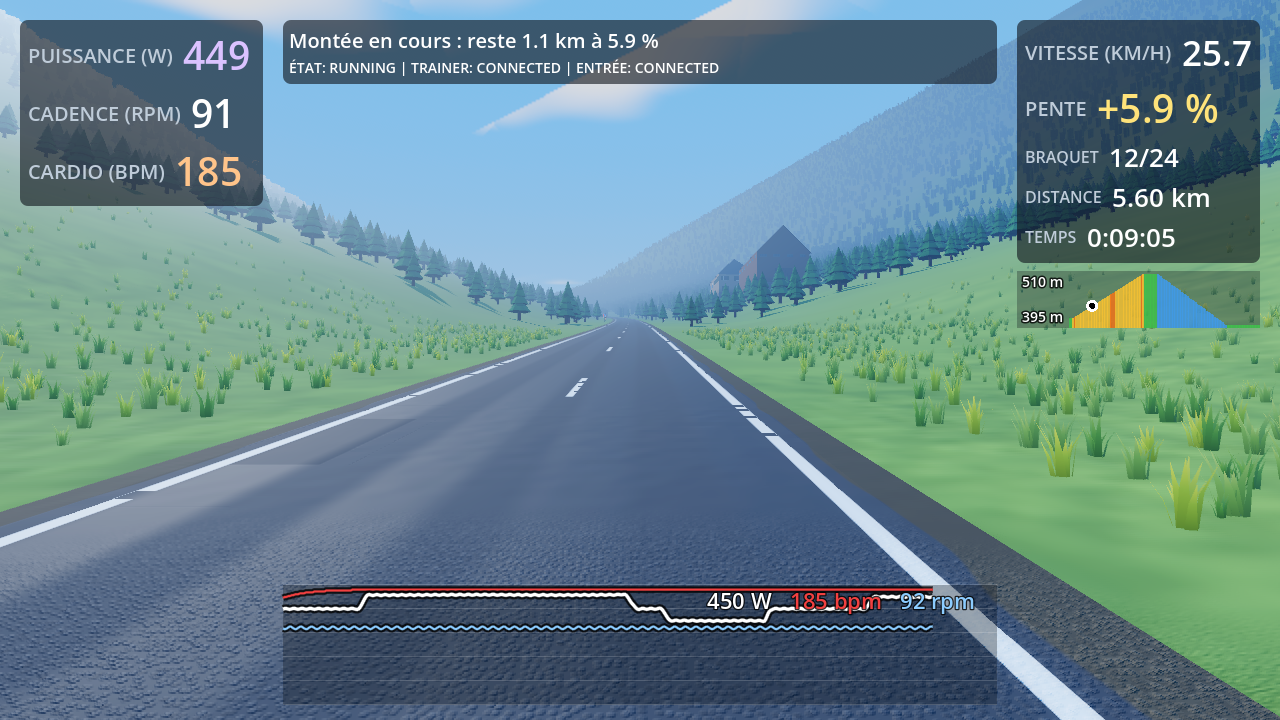 PUISSANCE (W) 449
CADENCE (RPM) 91
CARDIO (BPM) 185
Montée en cours : reste 1.1 km à 5.9 %
ÉTAT: RUNNING | TRAINER: CONNECTED | ENTRÉE: CONNECTED
VITESSE (KM/H) 25.7
PENTE +5.9 %
BRAQUET 12/24
DISTANCE 5.60 km
TEMPS 0:09:05
510 m
395 m
450 W 185 bpm 92 rpm